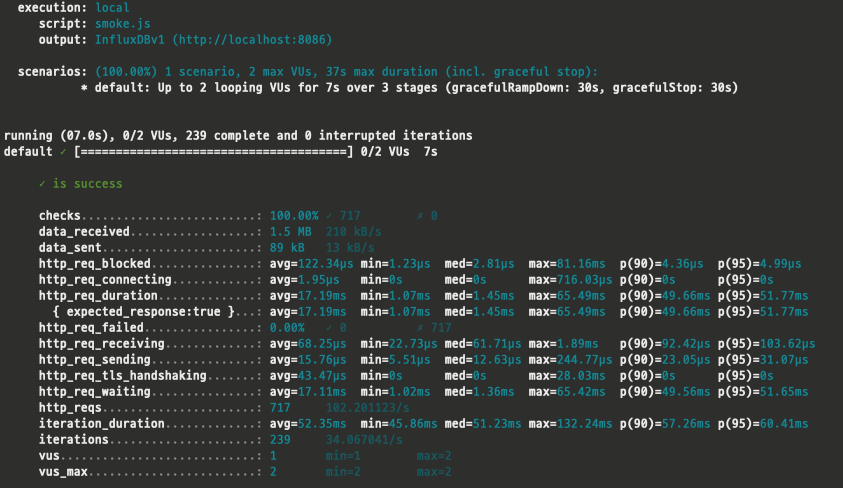 execution: local
script: smoke.js
output: InfluxDBv1 (http://localhost:8086)
scenarios: (100.00%) 1 scenario, 2 max VUs, 37s max duration (incl. graceful stop):
* default: Up to 2 looping VUs for 7s over 3 stages (gracefulRampDown: 30s, gracefulStop: 30s)
running (07.0s), 0/2 VUs, 239 complete and 0 interrupted iterations
default ✓ [======================================] 0/2 VUs  7s
✓ is success
checks.........................: 100.00% ✓ 717        ✗ 0
data_received..................: 1.5 MB  210 kB/s
data_sent......................: 89 kB   13 kB/s
http_req_blocked...............: avg=122.34µs min=1.23µs  med=2.81µs  max=81.16ms  p(90)=4.36µs  p(95)=4.99µs
http_req_connecting............: avg=1.95µs   min=0s      med=0s      max=716.03µs p(90)=0s      p(95)=0s
http_req_duration..............: avg=17.19ms  min=1.07ms  med=1.45ms  max=65.49ms  p(90)=49.66ms p(95)=51.77ms
{ expected_response:true }...: avg=17.19ms  min=1.07ms  med=1.45ms  max=65.49ms  p(90)=49.66ms p(95)=51.77ms
http_req_failed................: 0.00%   ✓ 0          ✗ 717
http_req_receiving.............: avg=68.25µs  min=22.73µs med=61.71µs max=1.89ms   p(90)=92.42µs p(95)=103.62µs
http_req_sending...............: avg=15.76µs  min=5.51µs  med=12.63µs max=244.77µs p(90)=23.05µs p(95)=31.07µs
http_req_tls_handshaking.......: avg=43.47µs  min=0s      med=0s      max=28.03ms  p(90)=0s      p(95)=0s
http_req_waiting...............: avg=17.11ms  min=1.02ms  med=1.36ms  max=65.42ms  p(90)=49.56ms p(95)=51.65ms
http_reqs......................: 717     102.201123/s
iteration_duration.............: avg=52.35ms  min=45.86ms med=51.23ms max=132.24ms p(90)=57.26ms p(95)=60.41ms
iterations.....................: 239     34.067041/s
vus............................: 1       min=1        max=2
vus_max........................: 2       min=2        max=2